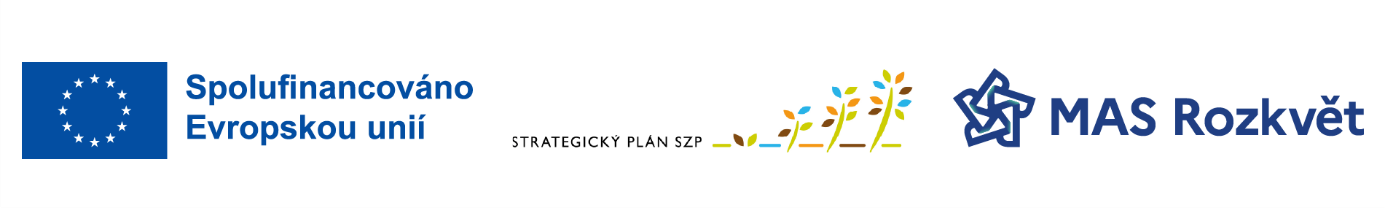 Spolufinancováno
Evropskou unií
STRATEGICKÝ PLÁN SZP
MAS Rozkvět